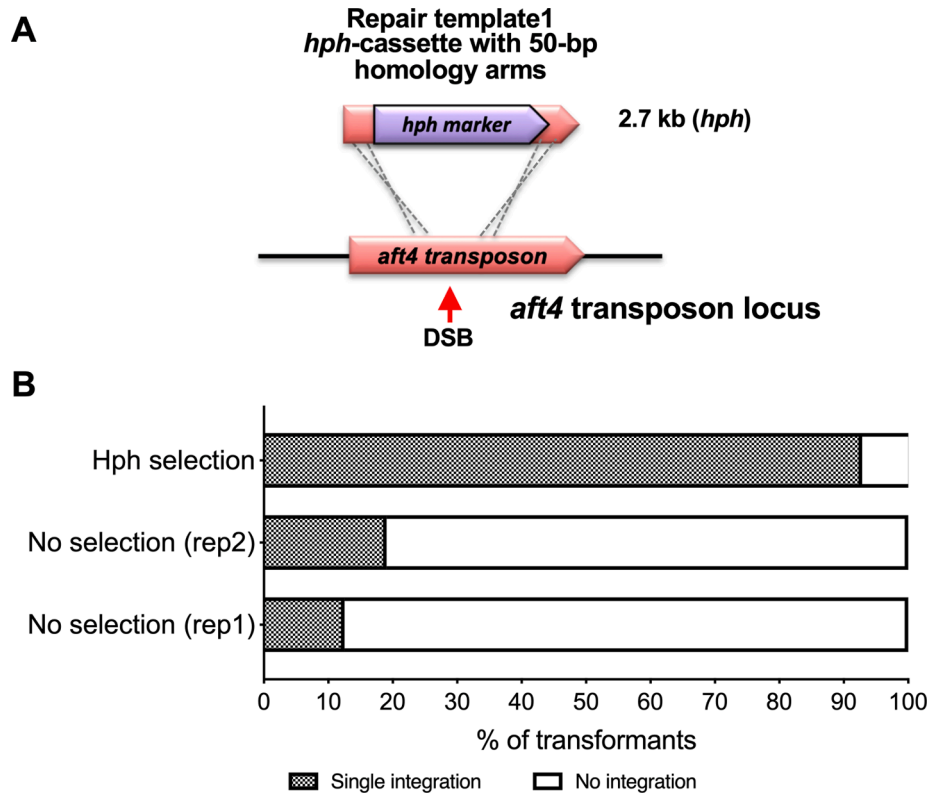 A
Repair template1
hph-cassette with 50-bp
homology arms
hph marker
2.7 kb (hph)
aft4 transposon
aft4 transposon locus
DSB
B
Hph selection
No selection (rep2)
No selection (rep1)
0 10 20 30 40 50 60 70 80 90 100
% of transformants
Single integration
No integration